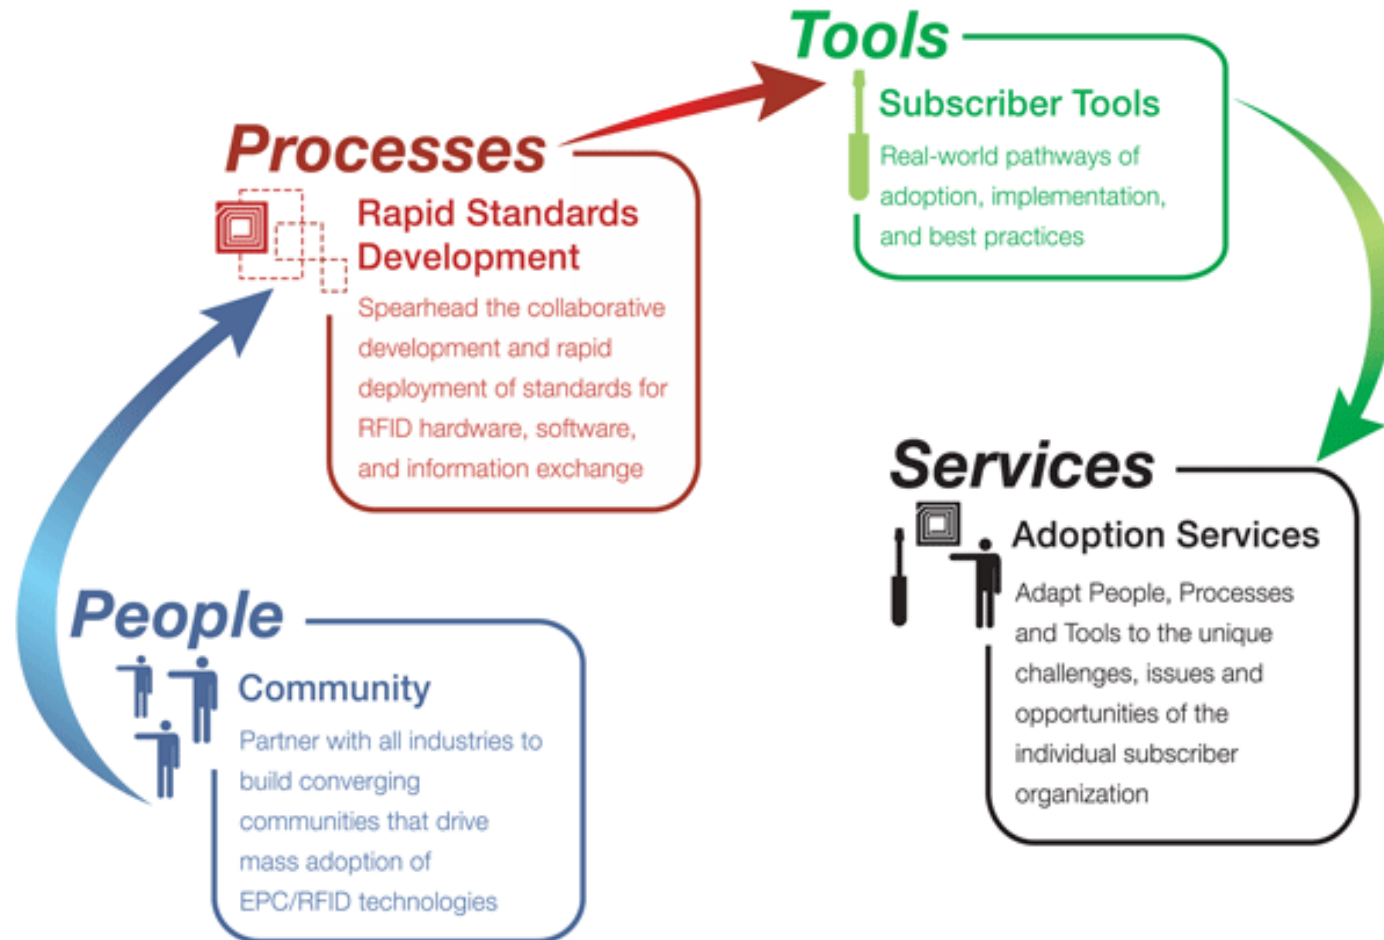 People
Community
Partner with all industries to
build converging
communities that drive
mass adoption of
EPC/RFID technologies
Processes
Rapid Standards
Development
Spearhead the collaborative
development and rapid
deployment of standards for
RFID hardware, software,
and information exchange
Tools
Subscriber Tools
Real-world pathways of
adoption, implementation,
and best practices
Services
Adoption Services
Adapt People, Processes
and Tools to the unique
challenges, issues and
opportunities of the
individual subscriber
organization